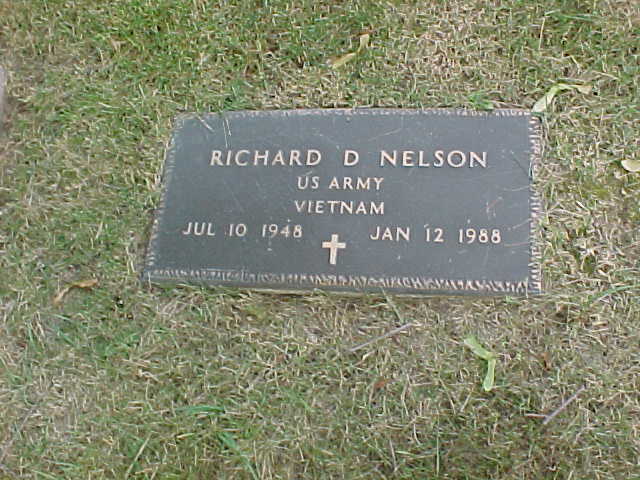 RICHARD D NELSON
US ARMY
VIETNAM
JUL 10 1948 JAN 12 1988